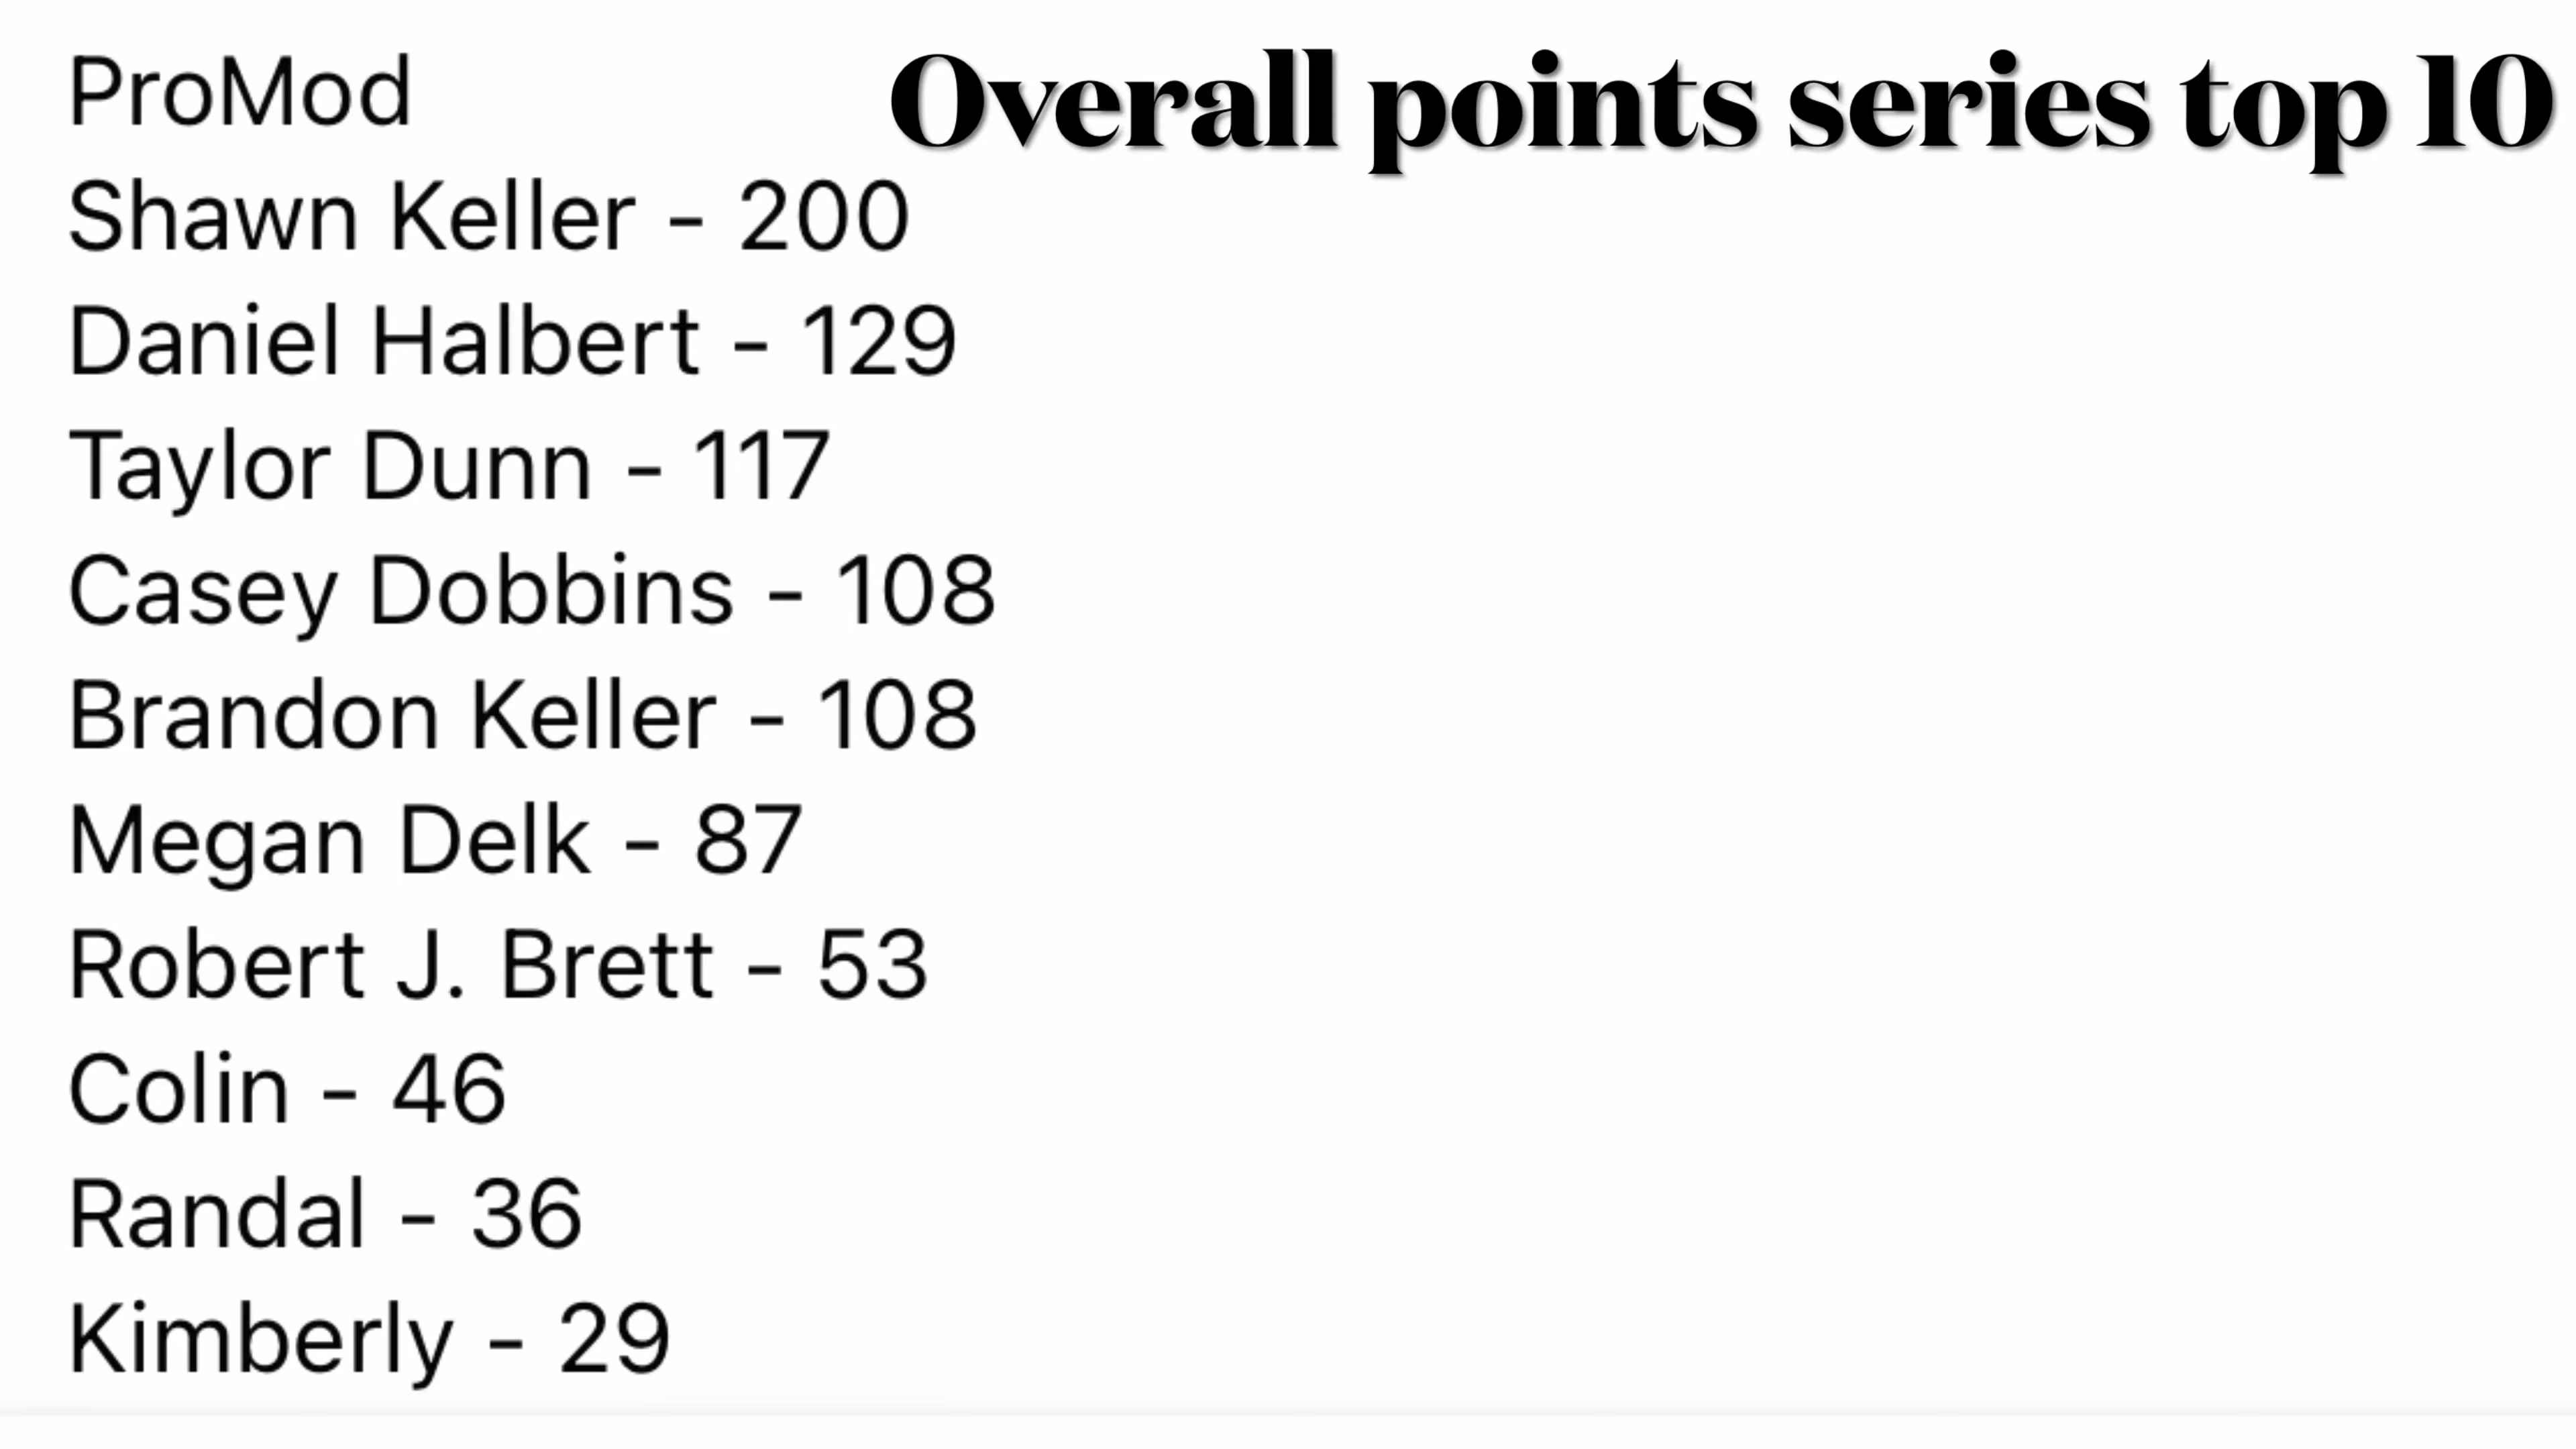 ProMod
Overall points series top 10
Shawn Keller - 200
Daniel Halbert - 129
Taylor Dunn - 117
Casey Dobbins - 108
Brandon Keller - 108
Megan Delk - 87
Robert J. Brett - 53
Colin - 46
Randal - 36
Kimberly - 29